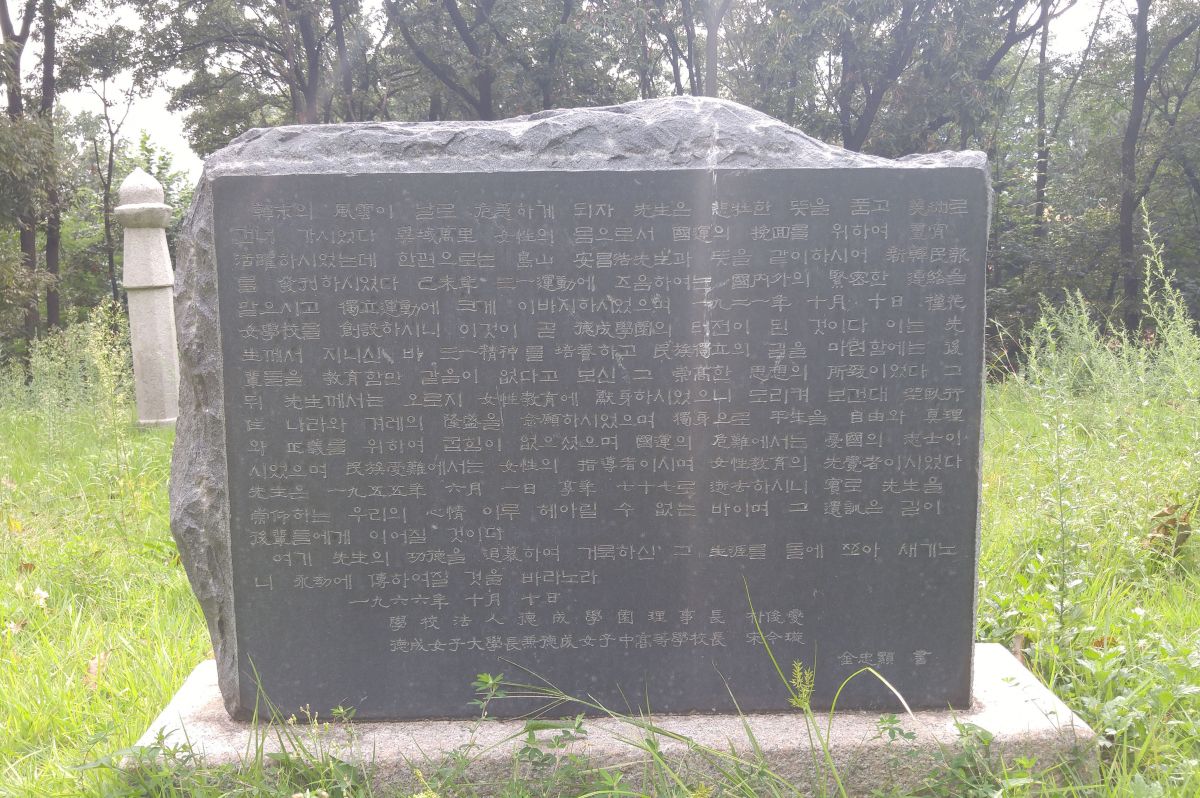 韓末의 風雲이 날로 危憂하게 되자 先生은 悲壯한 뜻을 품고 美洲로
건너 가시었다 異域萬里 女性의 몸으로서 國運의 挽回를 위하여
活躍하시었는데 한편으로는 島山 安昌浩先生과 뜻을 같이하시어 新韓民報
를 發刊하시었다 己未年 三一運動에 즈음하여는 國內外의 緊密한 連絡을
맡으시고 獨立運動에 크게 이바지하시었으며 一九二一年 十月 十日 槿花
女學校를 創設하시니 이것이 곧 德成學園의 터전이 된 것이다 이는 先
生께서 지니신 바 三一精神를 培養하고 民族獨立의 길을 마련함에는 後
輩들을 敎育함만 같음이 없다고 보신 그 崇高한 思想의 所致이었다 그
뒤 先生께서는 오로지 女性敎育에 獻身하시었으니 도리켜 보건대
나라와 겨레의 隆盛을 念願하시었으며 獨身으로 平生을 自由와 眞理
와 正義를 위하여 굽힘이 없으셨으며 國運의 危難에서는 憂國의 志士이
시었으며 民族受難에서는 女性의 指導者이시며 女性敎育의 先覺者이시었다
先生은 一九五五年 六月 一日 享年 七十七로 逝去하시니 實로 先生을
崇仰하는 우리의 心情 이루 헤아릴 수 없는 바이며 그 遺訓은 길이
後輩들에게 이어질 것이다
여기 先生의 功德을 追慕하여 거룩하신 그 生涯를 돌에 쪼아 새기노
니 永劫에 傳하여질 것을 바라노라
一九六六年 十月 十日
學校法人德成學園理事長 朴俊燮
德成女子大學長兼德成女子中高等學校長 宋今璇
金忠顯 書